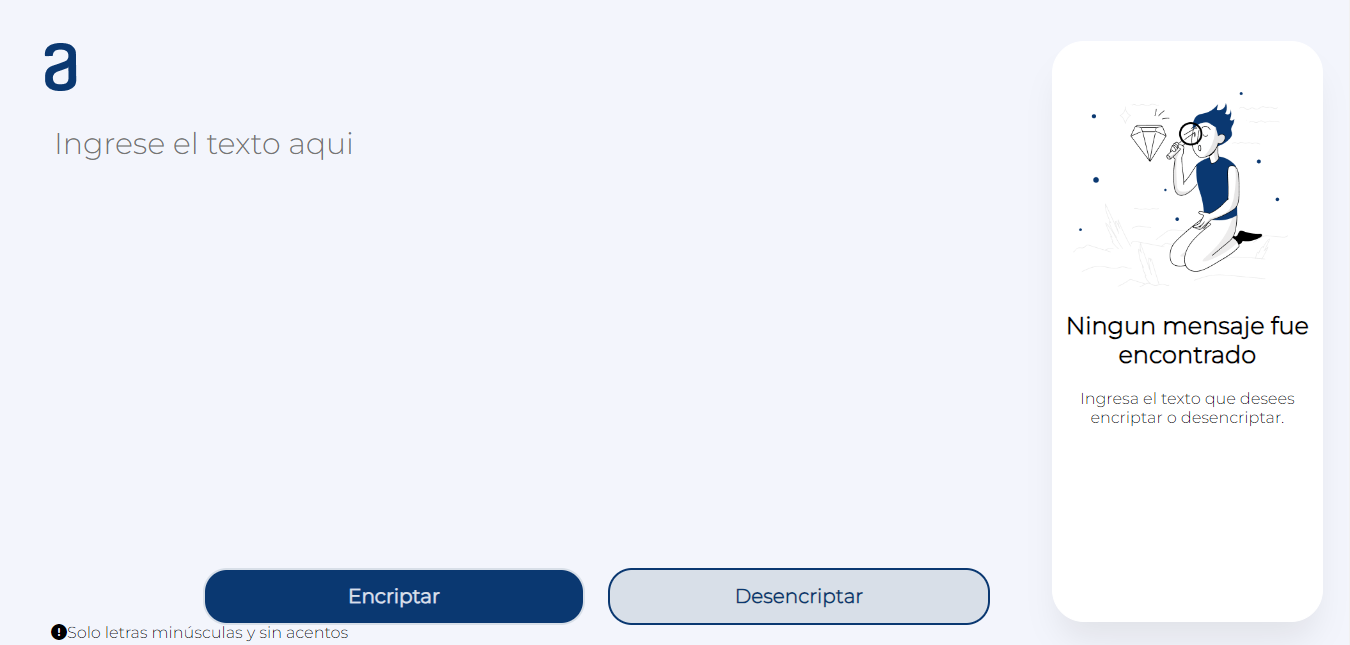 a
Ingrese el texto aqui
Encriptar
Desencriptar
Solo letras minúsculas y sin acentos
Ningun mensaje fue
encontrado
Ingresa el texto que desees
encriptar o desencriptar.